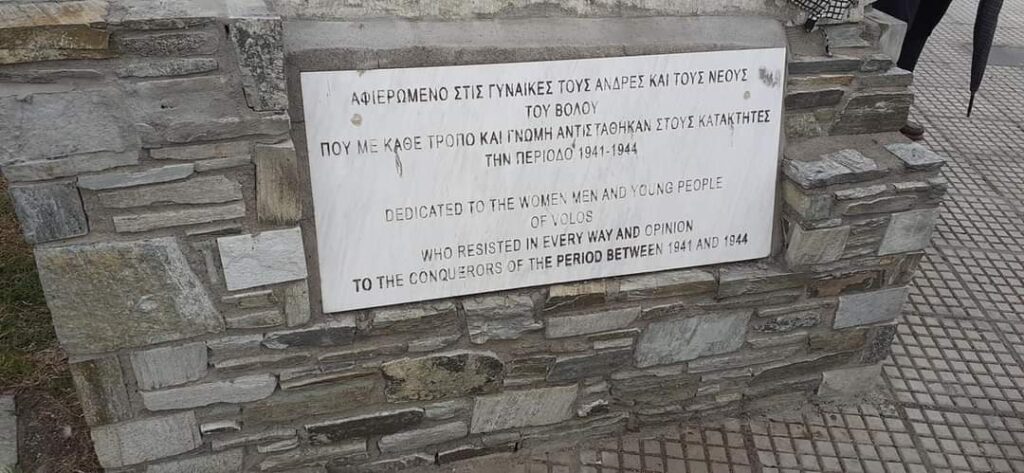 ΑΦΙΕΡΩΜΕΝΟ ΣΤΙΣ ΓΥΝΑΙΚΕΣ ΤΟΥΣ ΑΝΔΡΕΣ ΚΑΙ ΤΟΥΣ ΝΕΟΥΣ
ΤΟΥ ΒΟΛΟΥ
ΠΟΥ ΜΕ ΚΑΘΕ ΤΡΟΠΟ ΚΑΙ ΓΝΩΜΗ ΑΝΤΙΣΤΑΘΗΚΑΝ ΣΤΟΥΣ ΚΑΤΑΚΤΗΤΕΣ
ΤΗΝ ΠΕΡΙΟΔΟ 1941-1944
DEDICATED TO THE WOMEN MEN AND YOUNG PEOPLE
OF VOLOS
WHO RESISTED IN EVERY WAY AND OPINION
TO THE CONQUERORS OF THE PERIOD BETWEEN 1941 AND 1944